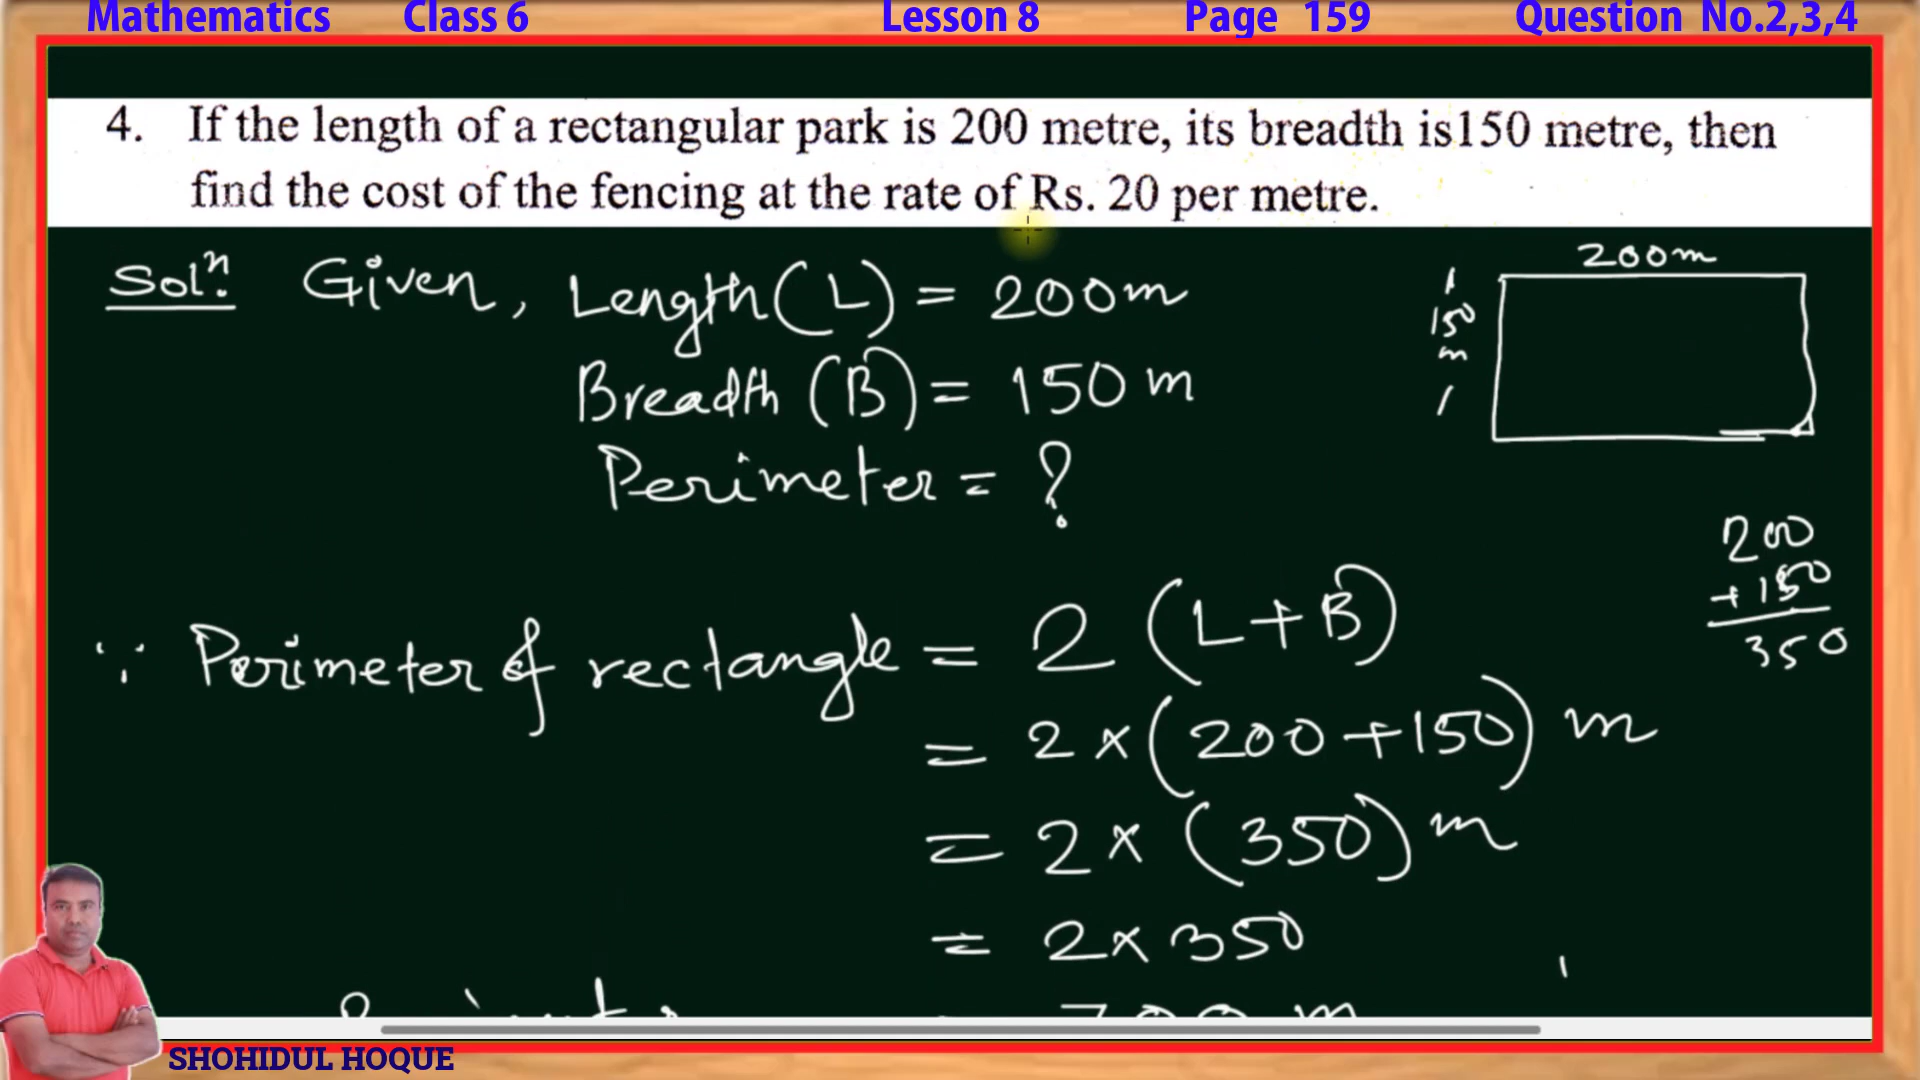 Mathematics Class 6 Lesson 8 Page 159 Question No.2,3,4
4. If the length of a rectangular park is 200 metre, its breadth is150 metre, then
find the cost of the fencing at the rate of Rs. 20 per metre.
Solⁿ. Given, Length (L) = 200m
Breadth (B) = 150 m
Perimeter = ?
200m
150
m
200
+ 150
350
∵ Perimeter of rectangle = 2 (L+B)
= 2 × (200+150) m
= 2 × (350) m
= 2 × 350
SHOHIDUL HOQUE